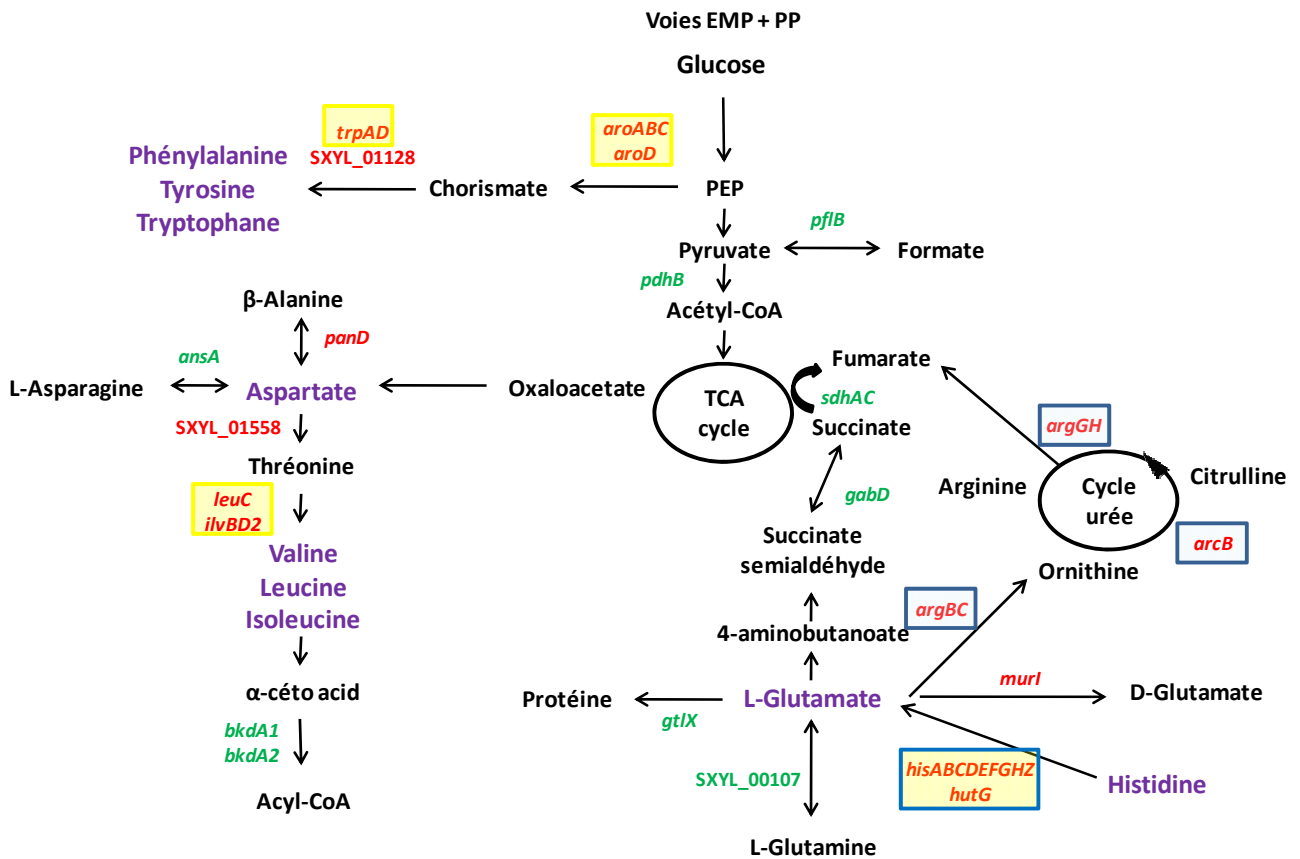 Voies EMP + PP
Glucose
trpAD
SXYL_01128
aroABC
aroD
Phénylalanine
Tyrosine
Tryptophane
Chorismate
PEP
pflB
Pyruvate
Formate
pdhB
β-Alanine
Acétyl-CoA
panD
ansA
Fumarate
L-Asparagine
Aspartate
Oxaloacetate
TCA
cycle
sdhAC
Succinate
SXYL_01558
argGH
Thréonine
Arginine
Cycle
urée
Citrulline
leuC
ilvBD2
gabD
Valine
Leucine
Isoleucine
Succinate
semialdéhyde
arcB
Ornithine
argBC
4-aminobutanoate
α-céto acid
Protéine
L-Glutamate
murI
D-Glutamate
gtlX
bkdA1
bkdA2
SXYL_00107
hisABCDEFGHZ
hutG
Histidine
Acyl-CoA
L-Glutamine